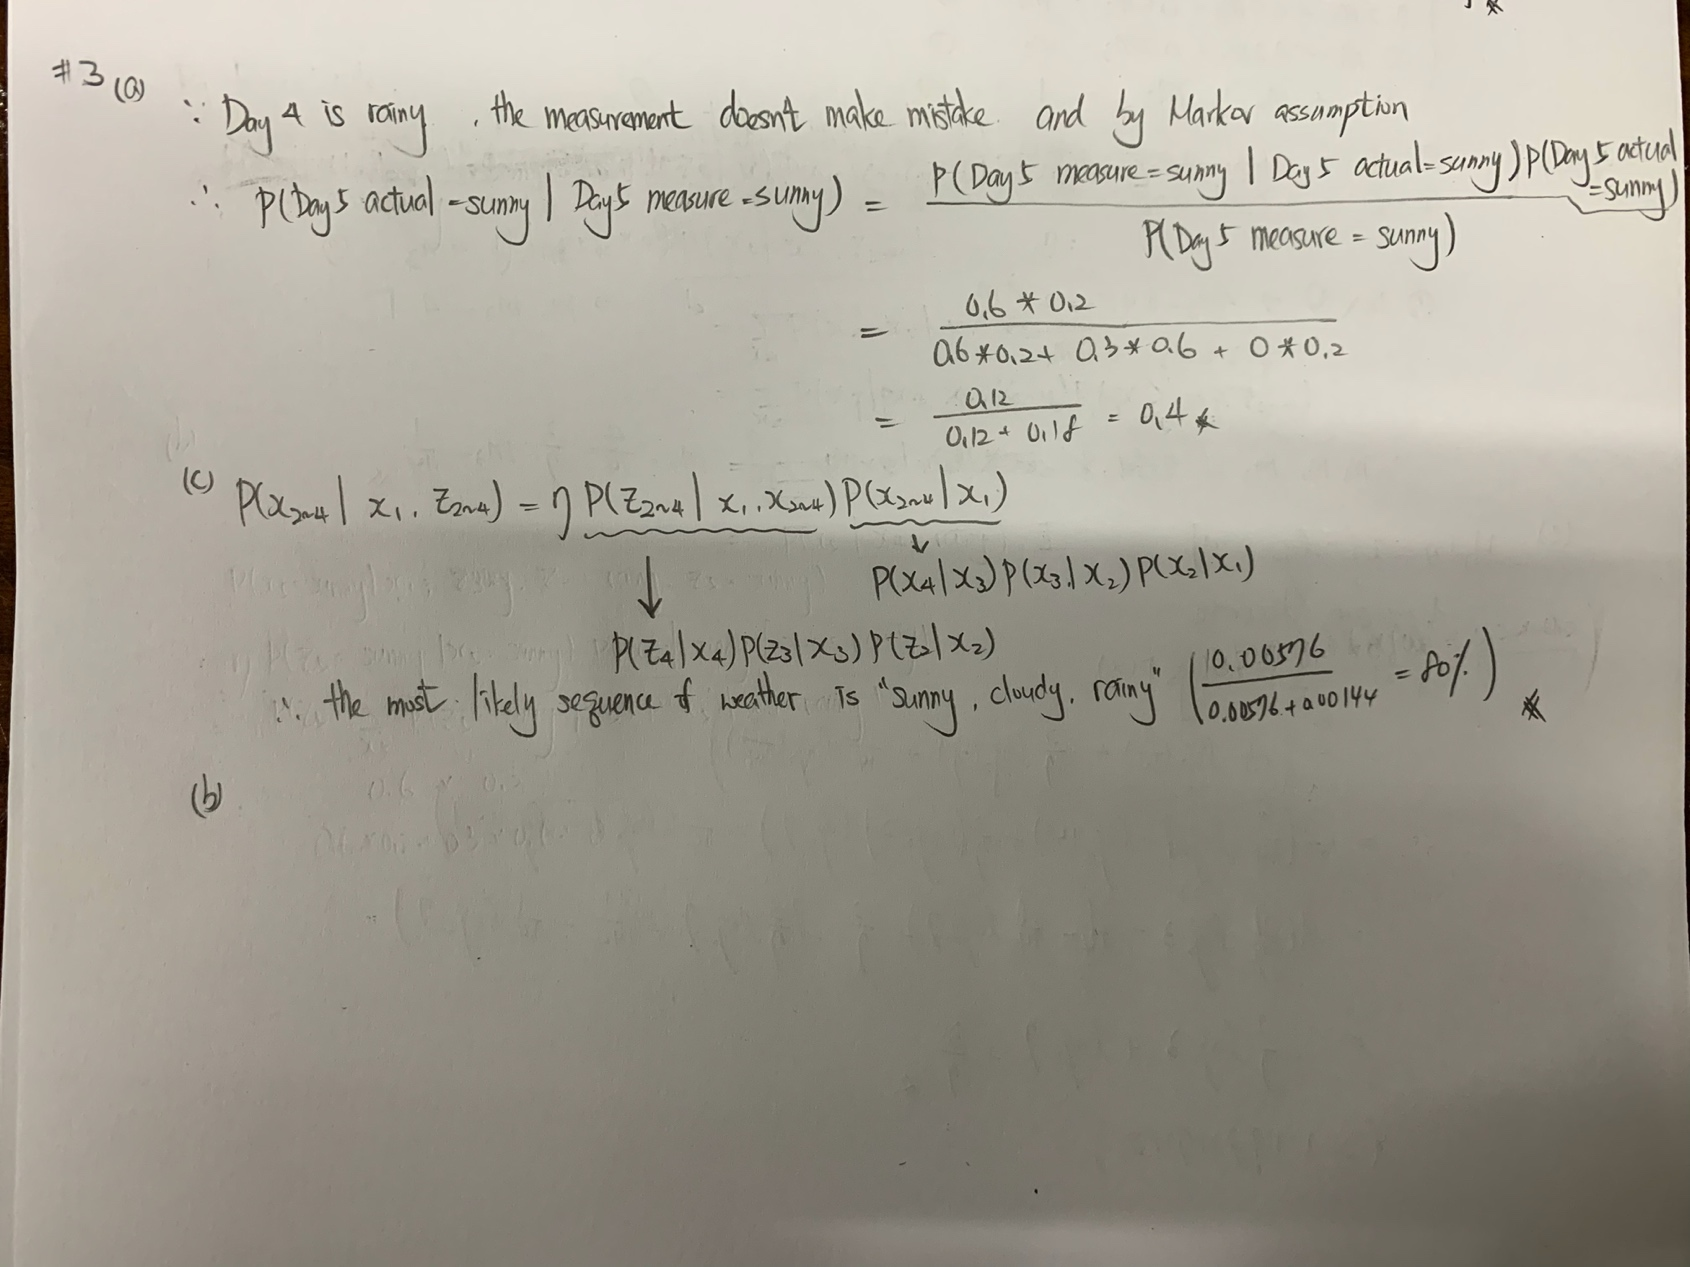 #3 (a) ∵ Day 4 is rainy, the measurement doesn't make mistake and by Markov assumption
∴ P(Day5 actual = sunny | Day5 measure = sunny) = P(Day5 measure = sunny | Day5 actual = sunny) P(Day5 actual = sunny) / P(Day5 measure = sunny)
= 0.6 * 0.2 / 0.6 * 0.2 + 0.3 * 0.6 + 0 * 0.2
= 0.12 / 0.12 + 0.18 = 0.4 *
(c) P(x₂~₄ | x₁, z₂~₄) = η P(z₂~₄ | x₁, x₂~₄) P(x₂~₄ | x₁)
↓ P(x₄|x₃) P(x₃|x₂) P(x₂|x₁)
↓ P(z₄|x₄) P(z₃|x₃) P(z₂|x₂)
∴ the most likely sequence of weather is "sunny, cloudy, rainy" (0.00576 / 0.00576 + 0.00144 = 80%) *
(b)